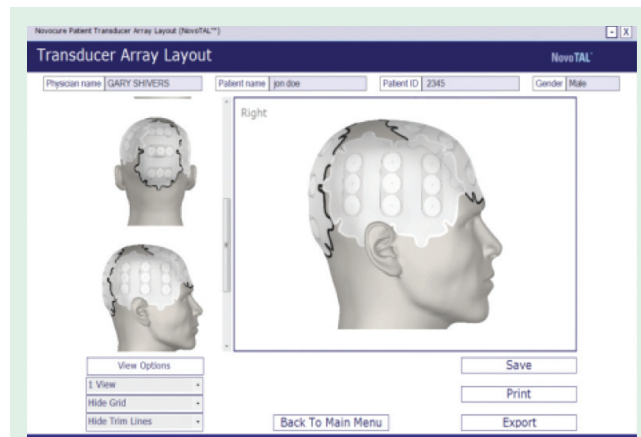 Novocure Patient Transducer Array Layout (NovoTAL™)
- X
Transducer Array Layout
NovoTAL™
Physician name GARY SHIVERS Patient name jon doe Patient ID 2345 Gender Male
Right
View Options
1 View
Hide Grid
Hide Trim Lines
Save
Print
Back To Main Menu
Export